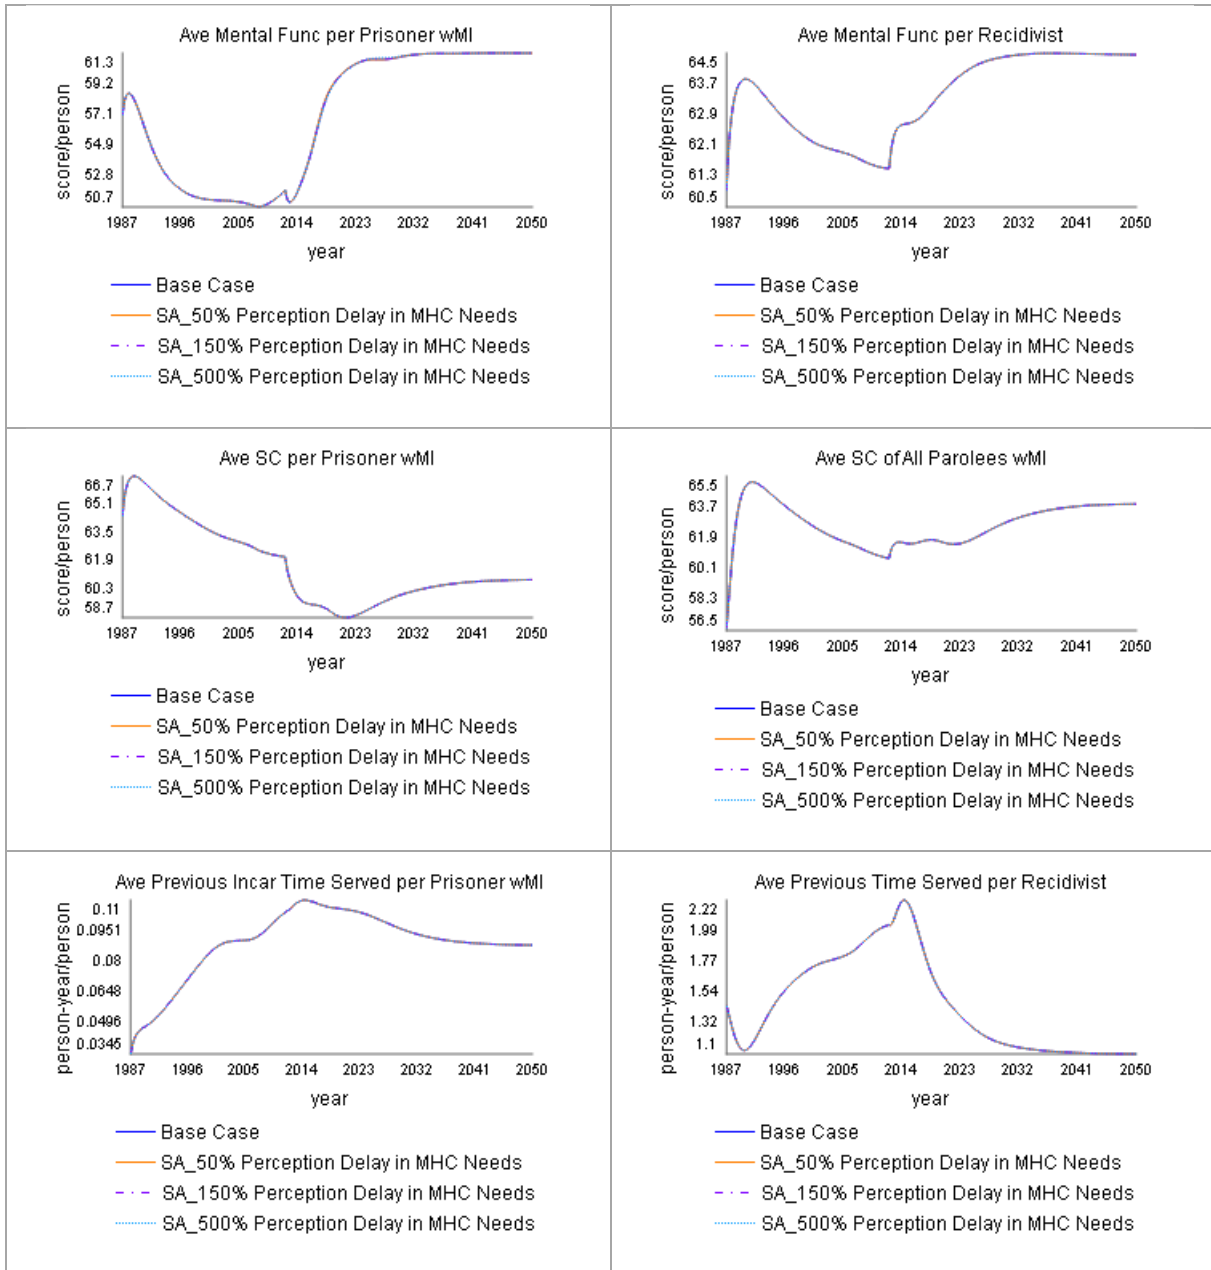 Ave Mental Func per Prisoner wMI
score/person
61.3
59.2
57.1
54.9
52.8
50.7
1987 1996 2005 2014 2023 2032 2041 2050
year
Base Case
SA_50% Perception Delay in MHC Needs
SA_150% Perception Delay in MHC Needs
SA_500% Perception Delay in MHC Needs
Ave Mental Func per Recidivist
score/person
64.5
63.7
62.9
62.1
61.3
60.5
1987 1996 2005 2014 2023 2032 2041 2050
year
Base Case
SA_50% Perception Delay in MHC Needs
SA_150% Perception Delay in MHC Needs
SA_500% Perception Delay in MHC Needs
Ave SC per Prisoner wMI
score/person
66.7
65.1
63.5
61.9
60.3
58.7
1987 1996 2005 2014 2023 2032 2041 2050
year
Base Case
SA_50% Perception Delay in MHC Needs
SA_150% Perception Delay in MHC Needs
SA_500% Perception Delay in MHC Needs
Ave SC of All Parolees wMI
score/person
65.5
63.7
61.9
60.1
58.3
56.5
1987 1996 2005 2014 2023 2032 2041 2050
year
Base Case
SA_50% Perception Delay in MHC Needs
SA_150% Perception Delay in MHC Needs
SA_500% Perception Delay in MHC Needs
Ave Previous Incar Time Served per Prisoner wMI
person-year/person
0.11
0.0951
0.08
0.0648
0.0496
0.0345
1987 1996 2005 2014 2023 2032 2041 2050
year
Base Case
SA_50% Perception Delay in MHC Needs
SA_150% Perception Delay in MHC Needs
SA_500% Perception Delay in MHC Needs
Ave Previous Time Served per Recidivist
person-year/person
2.22
1.99
1.77
1.54
1.32
1.1
1987 1996 2005 2014 2023 2032 2041 2050
year
Base Case
SA_50% Perception Delay in MHC Needs
SA_150% Perception Delay in MHC Needs
SA_500% Perception Delay in MHC Needs